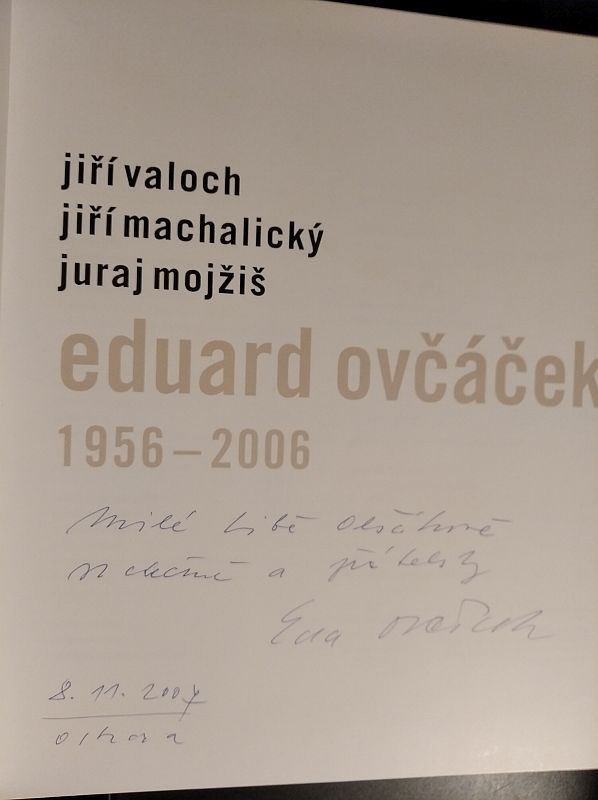 jiří valoch
jiří machalický
juraj mojžiš
eduard ovčáček
1956 – 2006
Milé Libě Olšákové
srdečně a přátelsky
Eda Ovčáček
8. 11. 2007
Ostrava